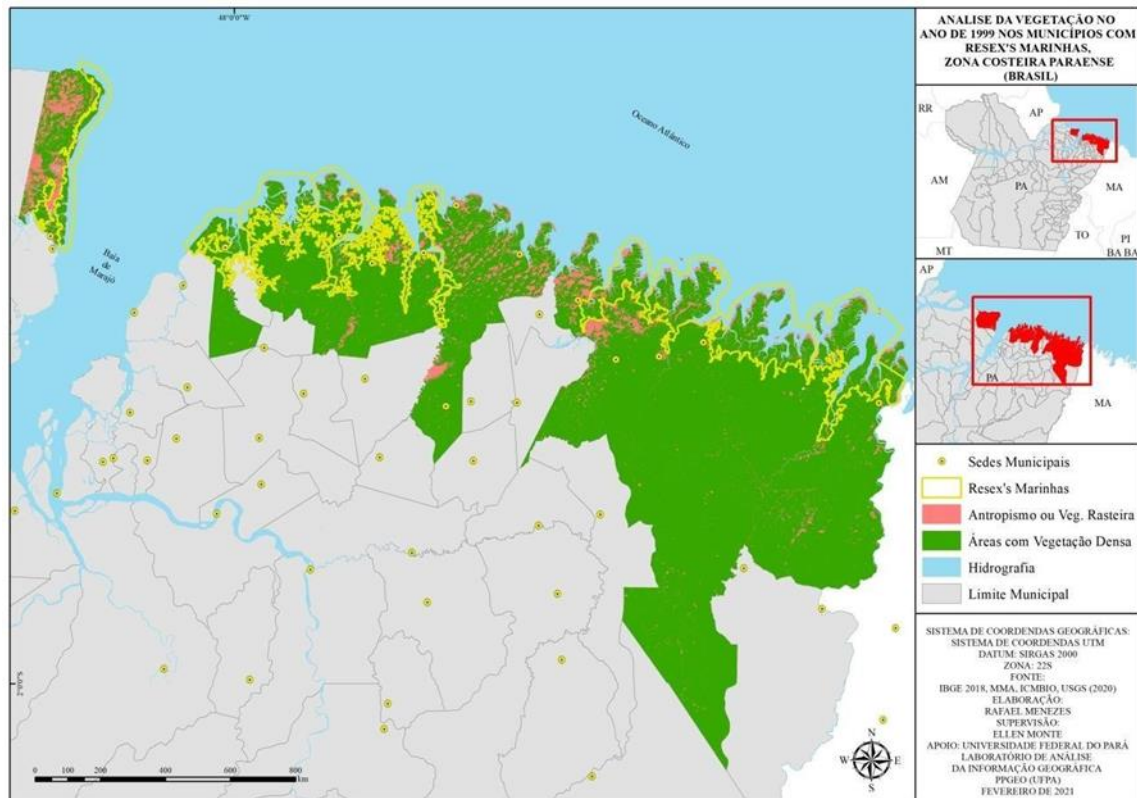 48°0'0"W
Oceano Atlântico
Baía
de
Marajó
2°0'0"S
0 200 400 600 800
km
N
W E
S
ANALISE DA VEGETAÇÃO NO
ANO DE 1999 NOS MUNICÍPIOS COM
RESEX'S MARINHAS,
ZONA COSTEIRA PARAENSE
(BRASIL)
RR
AP
AM
PA
MA
TO
PI
MT
BA BA
AP
PA
MA
Sedes Municipais
Resex's Marinhas
Antropismo ou Veg. Rasteira
Áreas com Vegetação Densa
Hidrografia
Limite Municipal
SISTEMA DE COORDENDAS GEOGRÁFICAS:
SISTEMA DE COORDENDAS UTM
DATUM: SIRGAS 2000
ZONA: 22S
FONTE:
IBGE 2018, MMA, ICMBIO, USGS (2020)
ELABORAÇÃO:
RAFAEL MENEZES
SUPERVISÃO:
ELLEN MONTE
APOIO: UNIVERSIDADE FEDERAL DO PARÁ
LABORATÓRIO DE ANÁLISE
DA INFORMAÇÃO GEOGRÁFICA
PPGEO (UFPA)
FEVEREIRO DE 2021